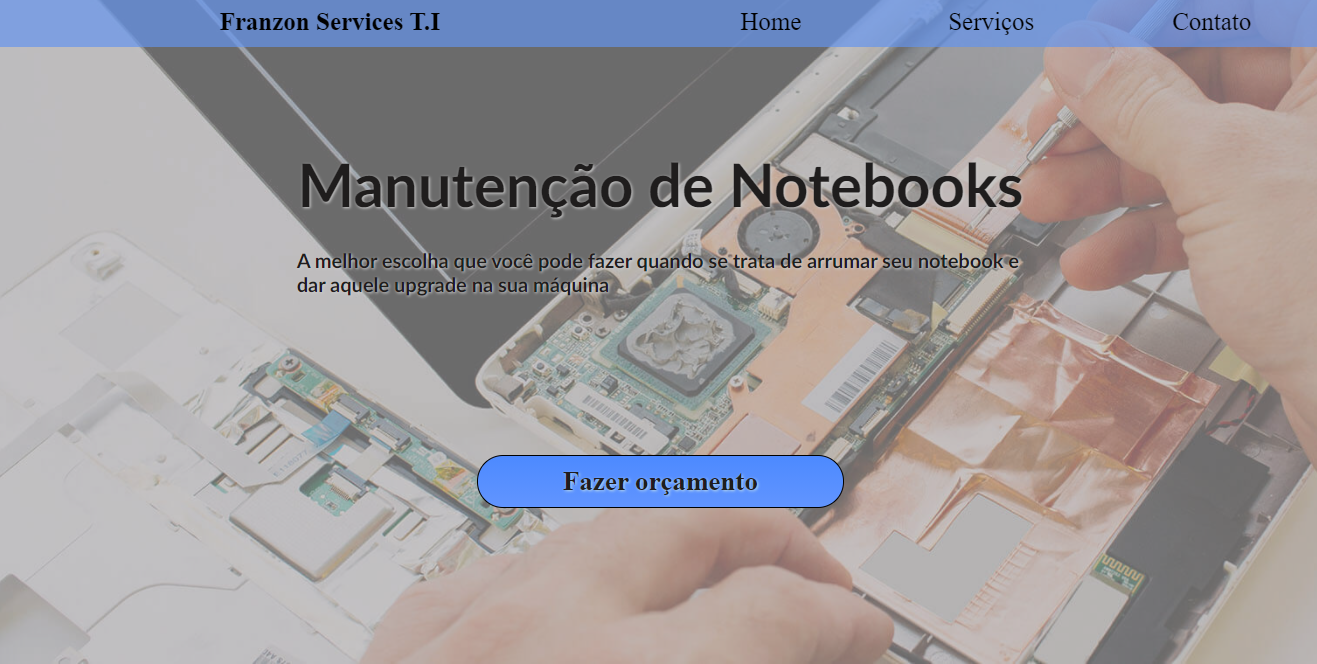 Franzon Services T.I Home Serviços Contato
Manutenção de Notebooks
A melhor escolha que você pode fazer quando se trata de arrumar seu notebook e
dar aquele upgrade na sua máquina
Fazer orçamento